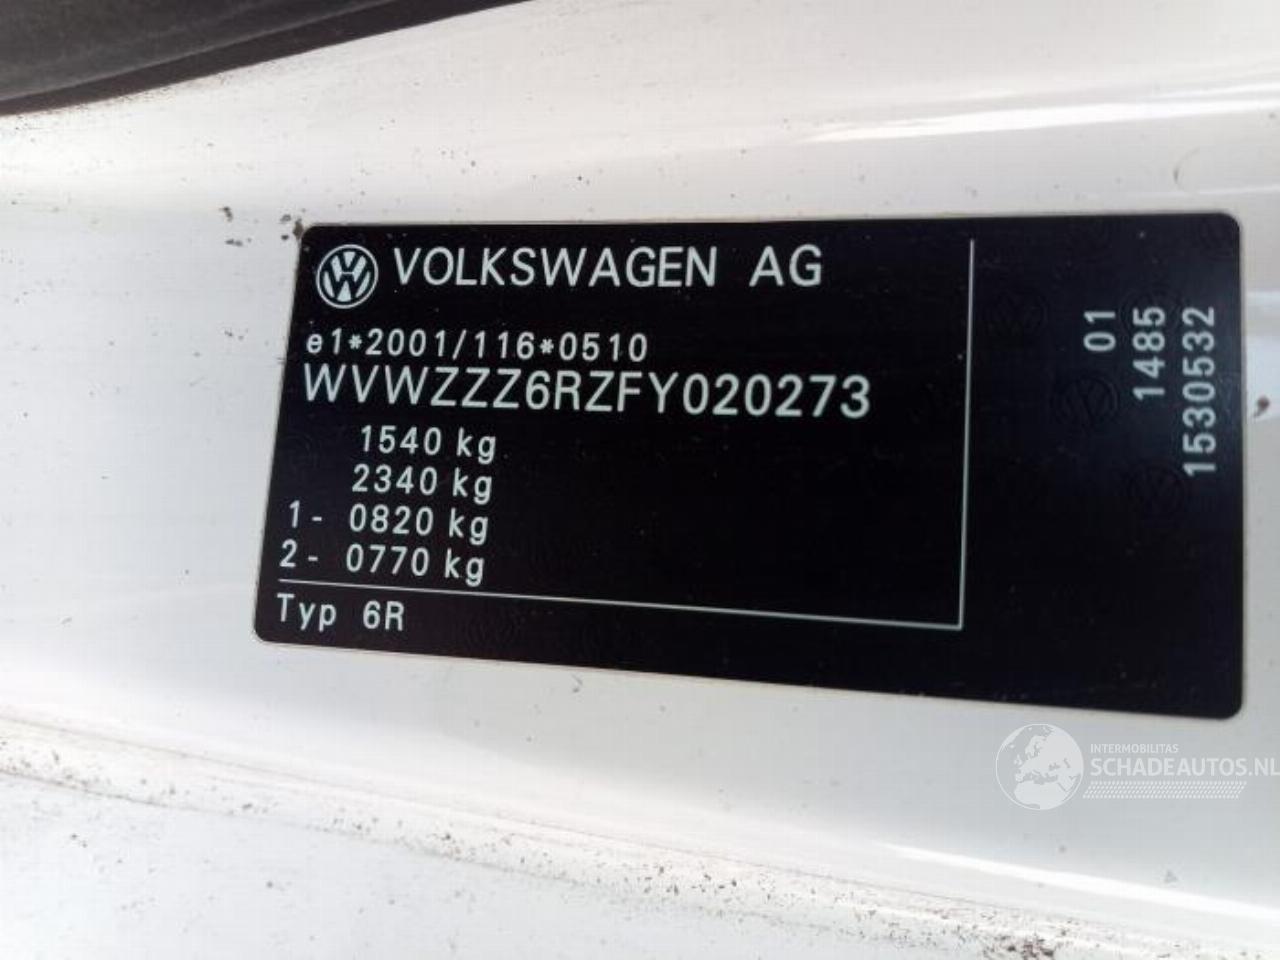 VOLKSWAGEN AG
e1*2001/116*0510
WVWZZZ6RZFY020273
1540 kg
2340 kg
1- 0820 kg
2- 0770 kg
Typ 6R
01
1485
1530532
INTERMOBILITAS
SCHADEAUTOS.NL